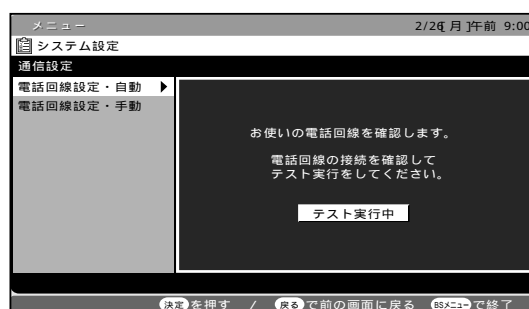 メニュー 2/26[月]午前 9:00
システム設定
通信設定
電話回線設定・自動
電話回線設定・手動
お使いの電話回線を確認します。
電話回線の接続を確認して
テスト実行をしてください。
テスト実行中
決定を押す / 戻るで前の画面に戻る BSメニューで終了